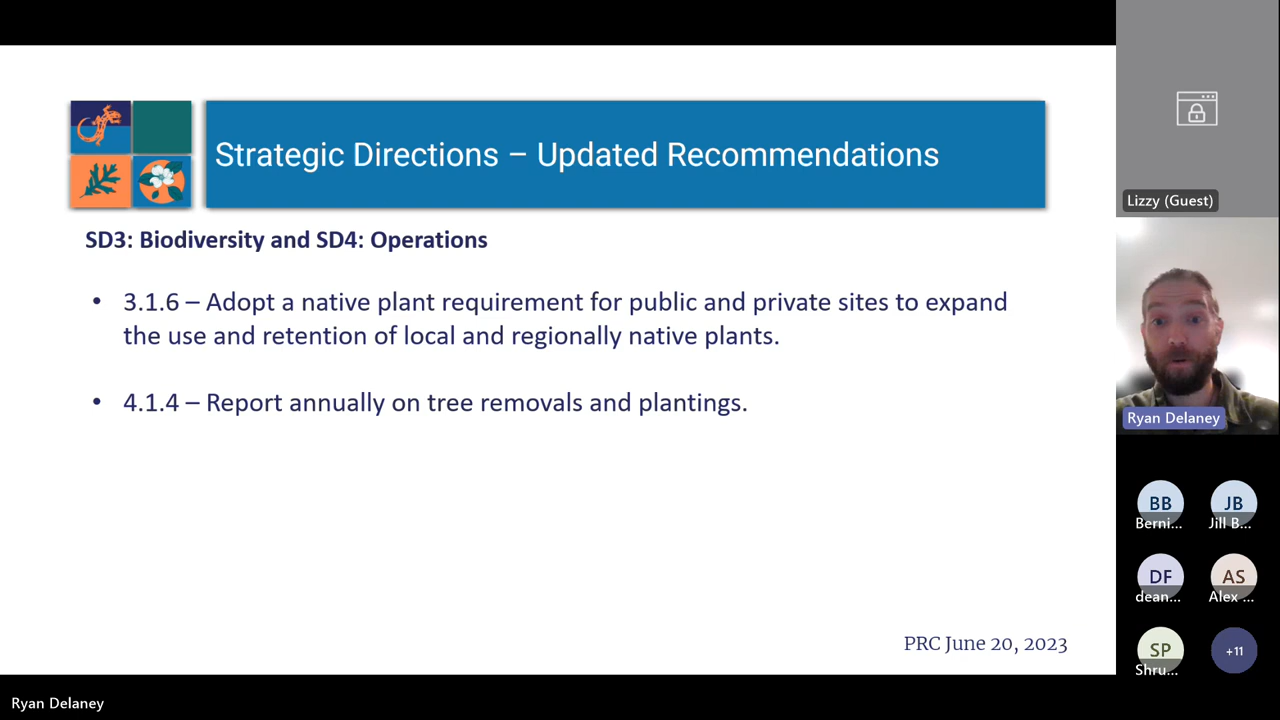 Strategic Directions – Updated Recommendations
SD3: Biodiversity and SD4: Operations
• 3.1.6 – Adopt a native plant requirement for public and private sites to expand
the use and retention of local and regionally native plants.
• 4.1.4 – Report annually on tree removals and plantings.
PRC June 20, 2023
Lizzy (Guest)
Ryan Delaney
BB
JB
Berni...
Jill B...
DF
AS
dean...
Alex ...
SP
+11
Shru...
Ryan Delaney